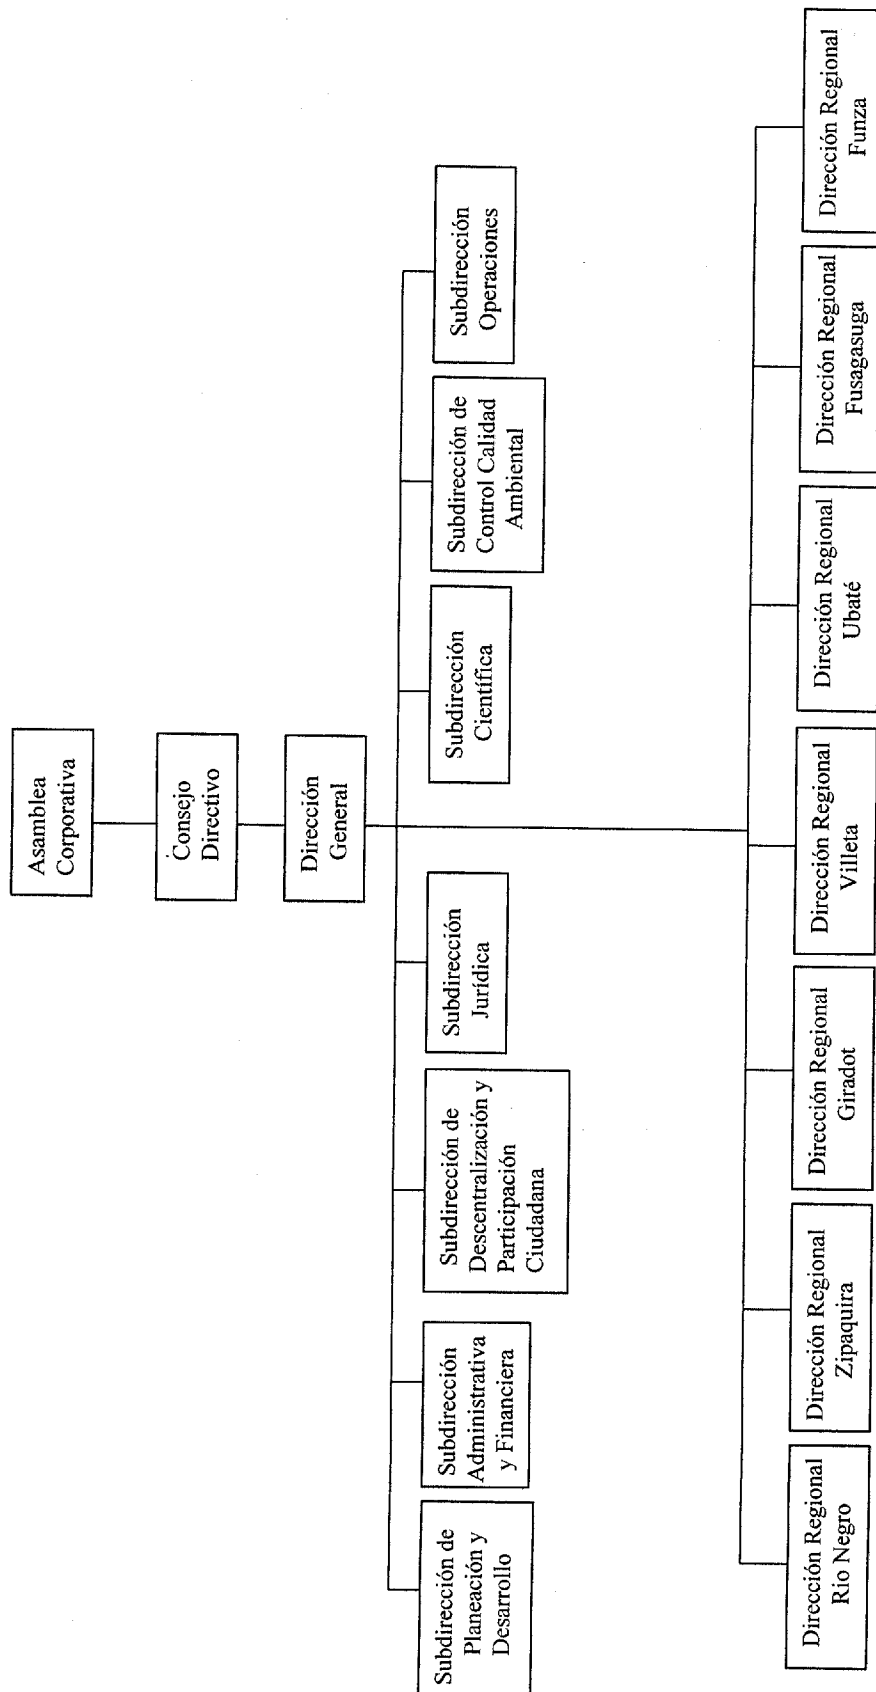 Asamblea
Corporativa
Consejo
Directivo
Dirección
General
Subdirección de
Planeación y
Desarrollo
Subdirección
Administrativa
y Financiera
Subdirección de
Descentralización y
Participación
Ciudadana
Subdirección
Jurídica
Subdirección
Científica
Subdirección de
Control Calidad
Ambiental
Subdirección
Operaciones
Dirección Regional
Rio Negro
Dirección Regional
Zipaquira
Dirección Regional
Giradot
Dirección Regional
Villeta
Dirección Regional
Ubaté
Dirección Regional
Fusagasuga
Dirección Regional
Funza